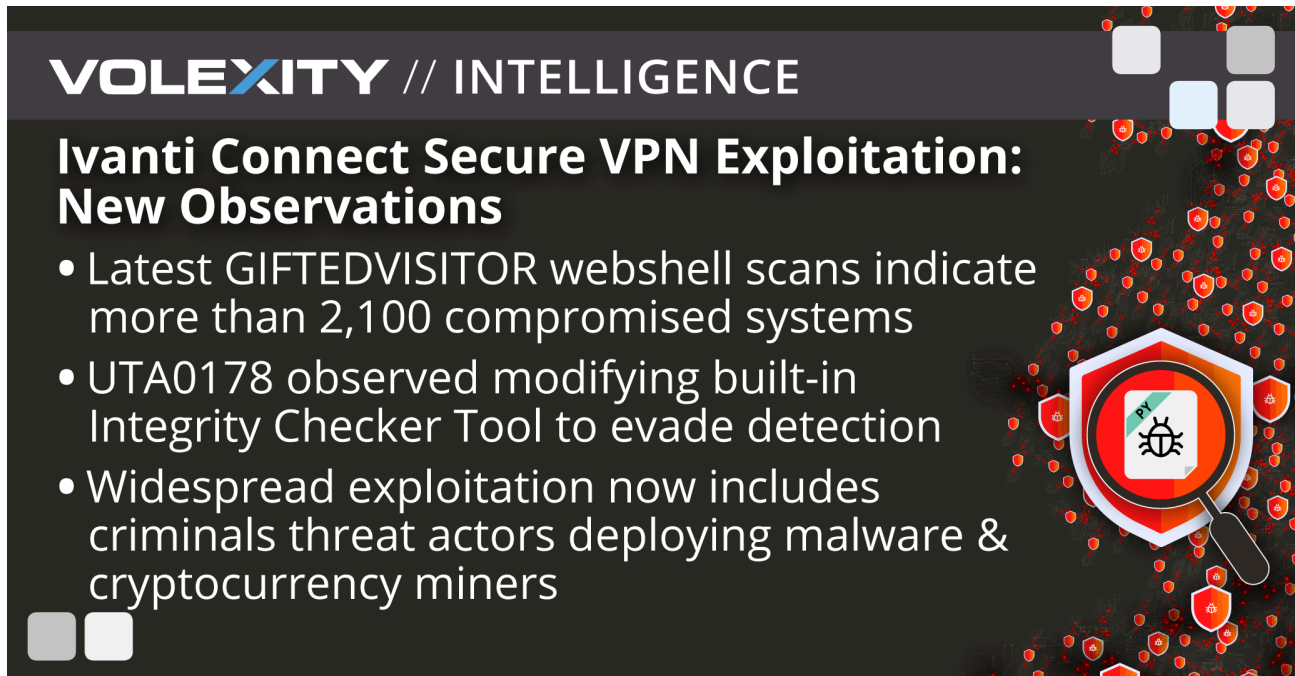 VOLEXITY // INTELLIGENCE
Ivanti Connect Secure VPN Exploitation:
New Observations
• Latest GIFTEDVISITOR webshell scans indicate
more than 2,100 compromised systems
• UTA0178 observed modifying built-in
Integrity Checker Tool to evade detection
• Widespread exploitation now includes
criminals threat actors deploying malware &
cryptocurrency miners
PY